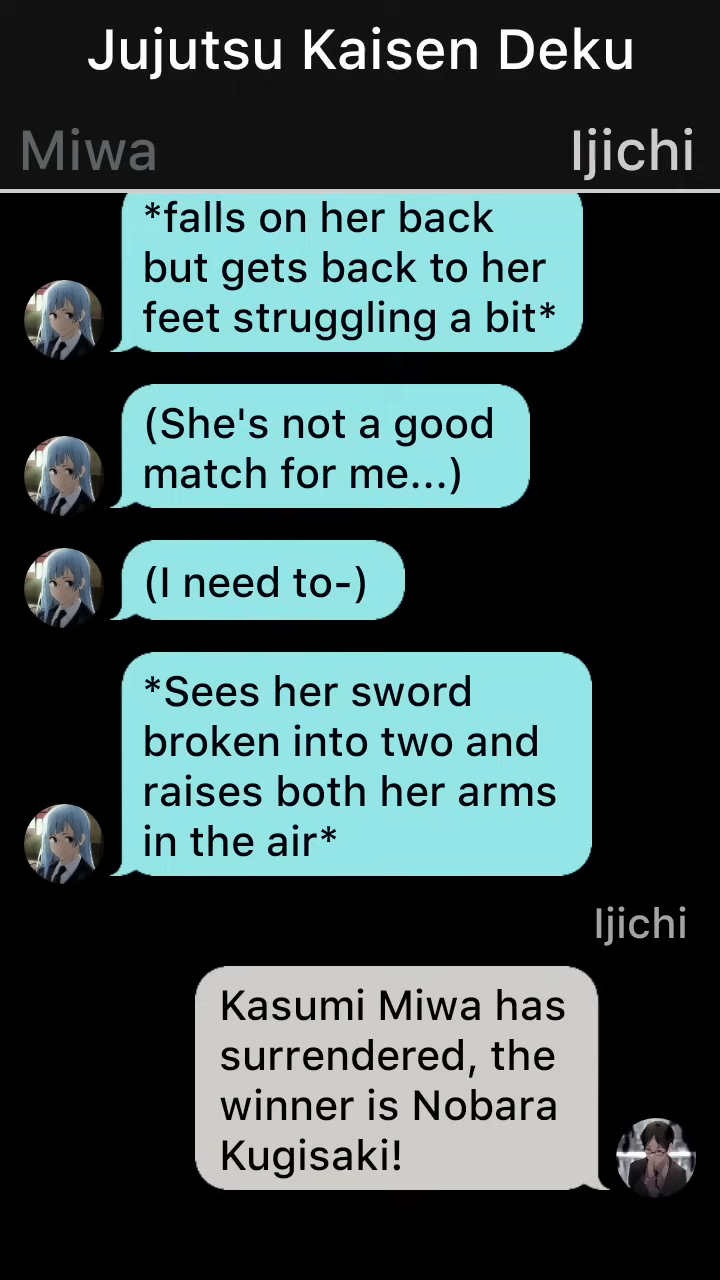 Jujutsu Kaisen Deku
Miwa
Ijichi
*falls on her back
but gets back to her
feet struggling a bit*
(She's not a good
match for me...)
(I need to-)
*Sees her sword
broken into two and
raises both her arms
in the air*
Ijichi
Kasumi Miwa has
surrendered, the
winner is Nobara
Kugisaki!